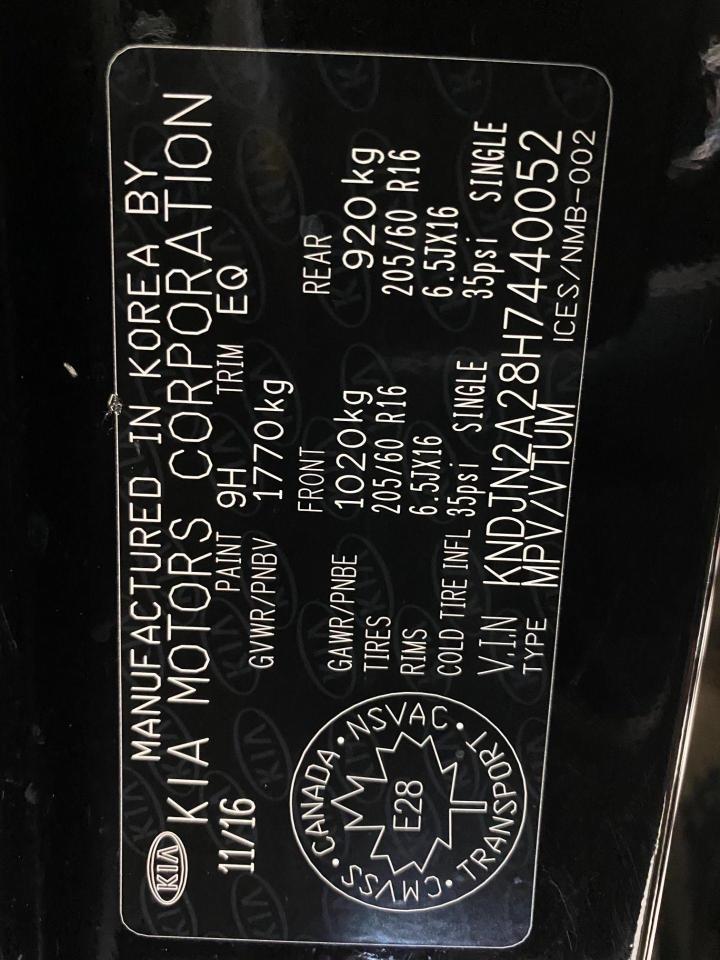 KIA
MANUFACTURED IN KOREA BY
KIA MOTORS CORPORATION
11/16 PAINT 9H TRIM EQ
GVWR/PNBV 1770kg
FRONT REAR
GAWR/PNBE 1020kg 920kg
TIRES 205/60 R16 205/60 R16
RIMS 6.5JX16 6.5JX16
COLD TIRE INFL 35psi SINGLE 35psi SINGLE
V.I.N KNDJN2A28H7440052
TYPE MPV/VTUM ICES/NMB-002
CANADA · NSVAC · TRANSPORT · CMVSS ·
E28